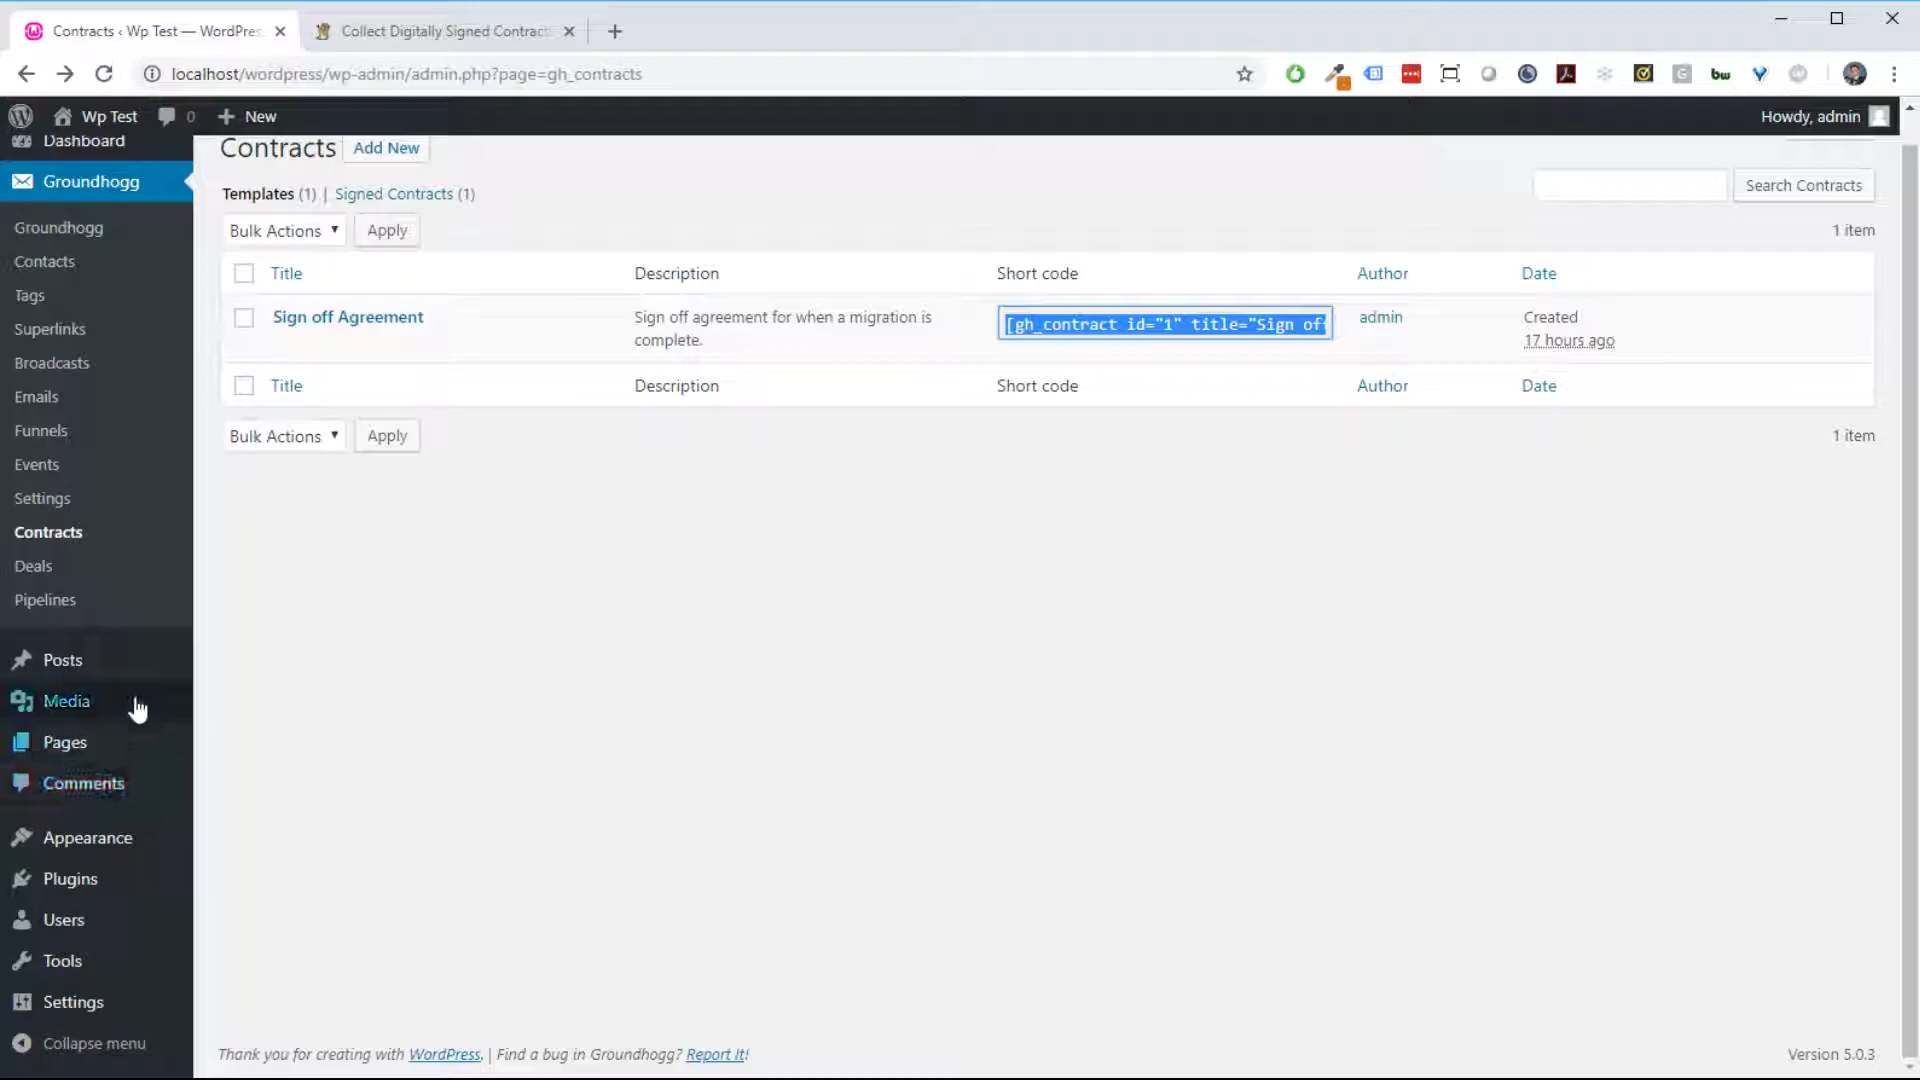 Contracts ‹ Wp Test — WordPres
Collect Digitally Signed Contract
localhost/wordpress/wp-admin/admin.php?page=gh_contracts
bw
Wp Test
0
New
Howdy, admin
Dashboard
Groundhogg
Groundhogg
Contacts
Tags
Superlinks
Broadcasts
Emails
Funnels
Events
Settings
Contracts
Deals
Pipelines
Posts
Media
Pages
Comments
Appearance
Plugins
Users
Tools
Settings
Collapse menu
Contracts Add New
Templates (1) | Signed Contracts (1)
Search Contracts
Bulk Actions Apply 1 item
Title Description Short code Author Date
Sign off Agreement
Sign off agreement for when a migration is
complete.
[gh_contract id="1" title="Sign off
admin
Created
17 hours ago
Title Description Short code Author Date
Bulk Actions Apply 1 item
Thank you for creating with WordPress. | Find a bug in Groundhogg? Report It!
Version 5.0.3